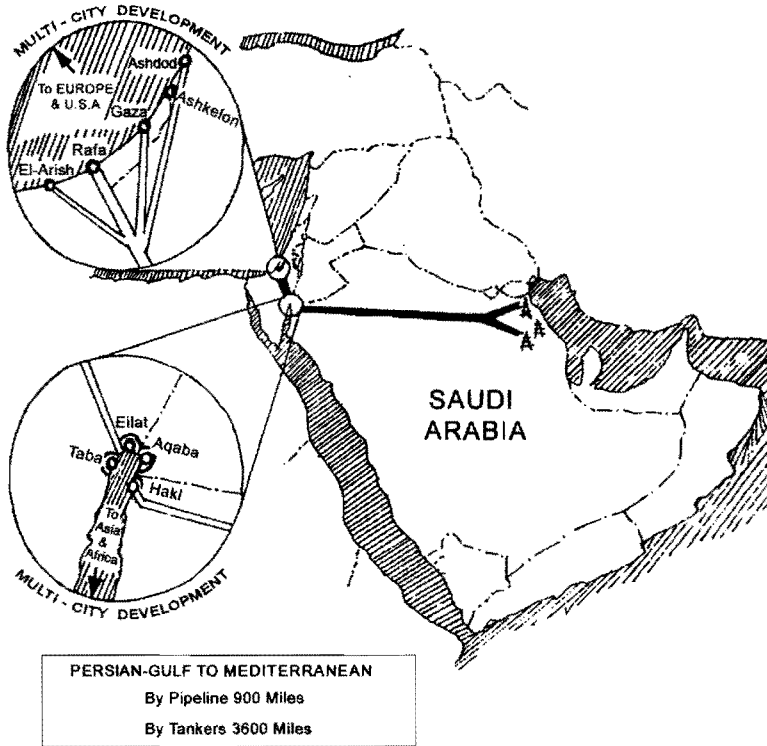 MULTI-CITY DEVELOPMENT
Ashdod
To EUROPE
& U.S.A
Ashkelon
Gaza
Rafa
El-Arish
SAUDI
ARABIA
Eilat
Aqaba
Taba
Hakl
To
Asia
&
Africa
MULTI - CITY DEVELOPMENT
PERSIAN-GULF TO MEDITERRANEAN
By Pipeline 900 Miles
By Tankers 3600 Miles